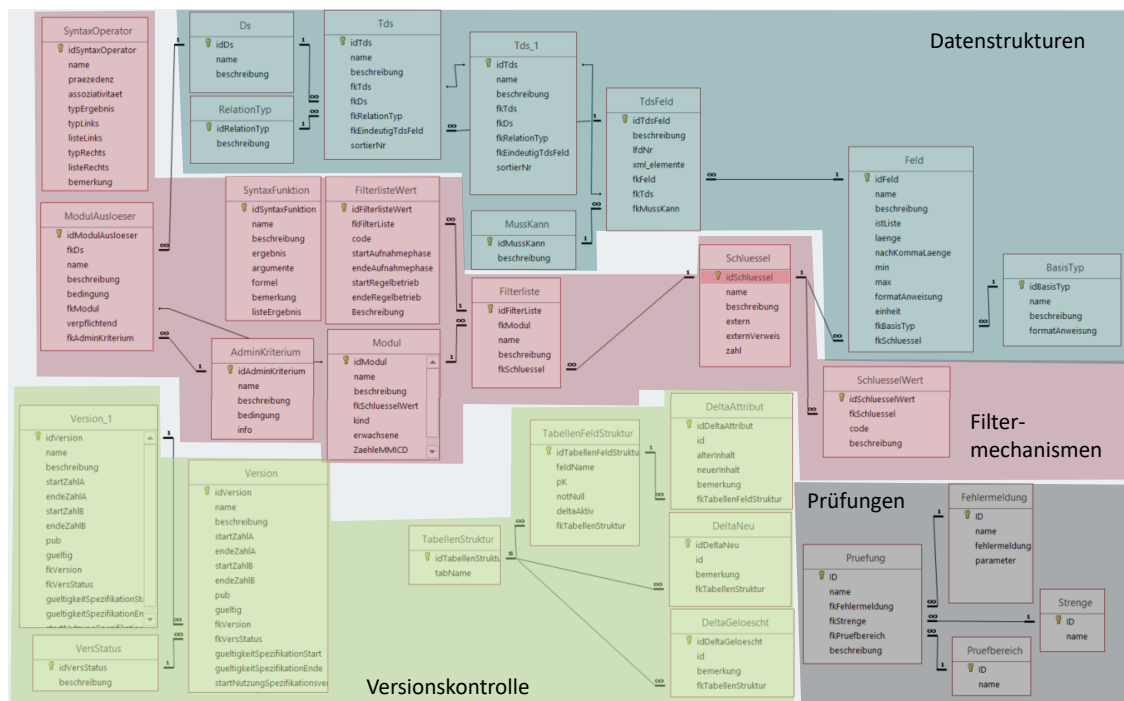 SyntaxOperator
idSyntaxOperator
name
praezedenz
assoziativitaet
typErgebnis
typLinks
listeLinks
typRechts
listeRechts
bemerkung
Ds
idDs
name
beschreibung
RelationTyp
idRelationTyp
beschreibung
Tds
idTds
name
beschreibung
fkTds
fkDs
fkRelationTyp
fkEindeutigTdsFeld
sortierNr
Tds_1
idTds
name
beschreibung
fkTds
fkDs
fkRelationTyp
fkEindeutigTdsFeld
sortierNr
MussKann
idMussKann
beschreibung
TdsFeld
idTdsFeld
beschreibung
lfdNr
xml_elemente
fkFeld
fkTds
fkMussKann
Datenstrukturen
Feld
idFeld
name
beschreibung
istListe
laenge
nachKommaLaenge
min
max
formatAnweisung
einheit
fkBasisTyp
fkSchluessel
BasisTyp
idBasisTyp
name
beschreibung
formatAnweisung
ModulAusloeser
idModulAusloeser
fkDs
name
beschreibung
bedingung
fkModul
verpflichtend
fkAdminKriterium
SyntaxFunktion
idSyntaxFunktion
name
beschreibung
ergebnis
argumente
formel
bemerkung
listeErgebnis
FilterlisteWert
idFilterlisteWert
fkFilterListe
code
startAufnahmephase
endeAufnahmephase
startRegelbetrieb
endeRegelbetrieb
Beschreibung
AdminKriterium
idAdminKriterium
name
beschreibung
bedingung
info
Modul
idModul
name
beschreibung
fkSchluesselWert
kind
erwachsene
ZaehleMMICD
Filterliste
idFilterListe
fkModul
name
beschreibung
fkSchluessel
Schluessel
idSchluessel
name
beschreibung
extern
externVerweis
zahl
SchluesselWert
idSchluesselWert
fkSchluessel
code
beschreibung
Filter-
mechanismen
Version_1
idVersion
name
beschreibung
startZahlA
endeZahlA
startZahlB
endeZahlB
pub
gueltig
fkVersion
fkVersStatus
gueltigkeitSpezifikationSta
gueltigkeitSpezifikationEn
VersStatus
idVersStatus
beschreibung
Version
idVersion
name
beschreibung
startZahlA
endeZahlA
startZahlB
endeZahlB
pub
gueltig
fkVersion
fkVersStatus
gueltigkeitSpezifikationStart
gueltigkeitSpezifikationEnde
startNutzungSpezifikationsver
TabellenStruktur
idTabellenStruktu
tabName
TabellenFeldStruktur
idTabellenFeldStruktu
feldName
pK
notNull
deltaAktiv
fkTabellenStruktur
DeltaAttribut
idDeltaAttribut
id
alterInhalt
neuerInhalt
bemerkung
fkTabellenFeldStruktur
DeltaNeu
idDeltaNeu
id
bemerkung
fkTabellenStruktur
DeltaGeloescht
idDeltaGeloescht
id
bemerkung
fkTabellenStruktur
Versionskontrolle
Prüfungen
Pruefung
ID
name
fkFehlermeldung
fkStrenge
fkPruefbereich
beschreibung
Fehlermeldung
ID
name
fehlermeldung
parameter
Strenge
ID
name
Pruefbereich
ID
name